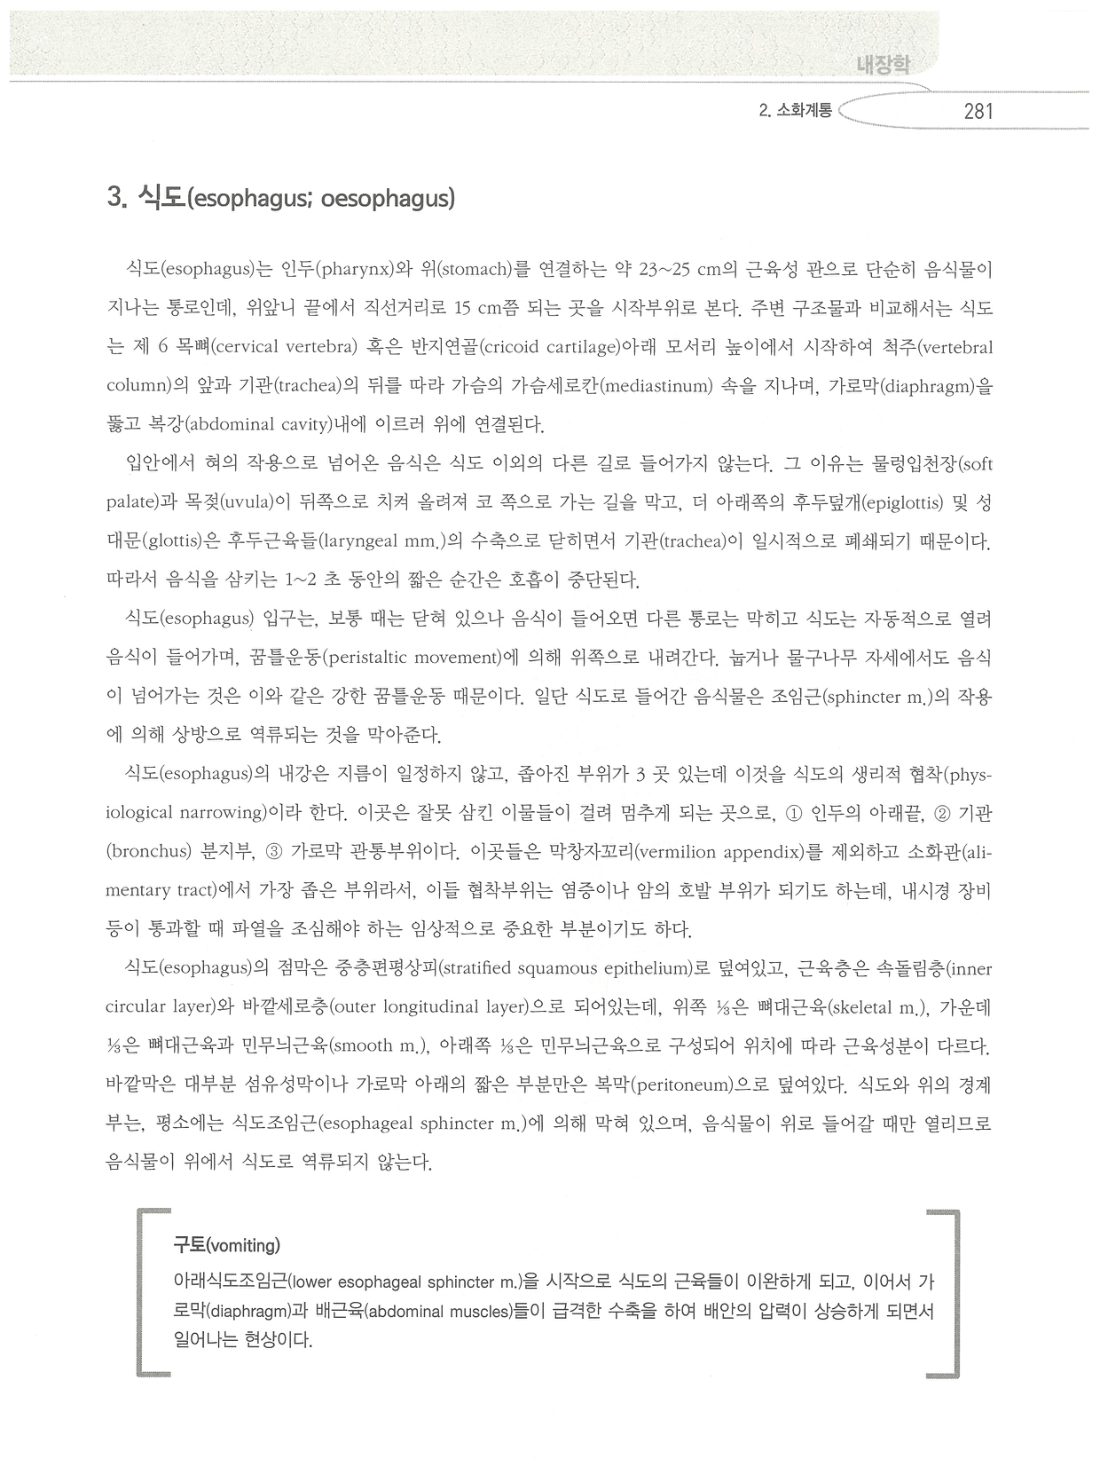 내장학
2. 소화계통
281
3. 식도(esophagus; oesophagus)
식도(esophagus)는 인두(pharynx)와 위(stomach)를 연결하는 약 23~25 cm의 근육성 관으로 단순히 음식물이
지나는 통로인데, 위앞니 끝에서 직선거리로 15 cm쯤 되는 곳을 시작부위로 본다. 주변 구조물과 비교해서는 식도
는 제 6 목뼈(cervical vertebra) 혹은 반지연골(cricoid cartilage)아래 모서리 높이에서 시작하여 척주(vertebral
column)의 앞과 기관(trachea)의 뒤를 따라 가슴의 가슴세로칸(mediastinum) 속을 지나며, 가로막(diaphragm)을
뚫고 복강(abdominal cavity)내에 이르러 위에 연결된다.
입안에서 혀의 작용으로 넘어온 음식은 식도 이외의 다른 길로 들어가지 않는다. 그 이유는 물렁입천장(soft
palate)과 목젖(uvula)이 뒤쪽으로 치켜 올려져 코 쪽으로 가는 길을 막고, 더 아래쪽의 후두덮개(epiglottis) 및 성
대문(glottis)은 후두근육들(laryngeal mm.)의 수축으로 닫히면서 기관(trachea)이 일시적으로 폐쇄되기 때문이다.
따라서 음식을 삼키는 1~2 초 동안의 짧은 순간은 호흡이 중단된다.
식도(esophagus) 입구는, 보통 때는 닫혀 있으나 음식이 들어오면 다른 통로는 막히고 식도는 자동적으로 열려
음식이 들어가며, 꿈틀운동(peristaltic movement)에 의해 위쪽으로 내려간다. 눕거나 물구나무 자세에서도 음식
이 넘어가는 것은 이와 같은 강한 꿈틀운동 때문이다. 일단 식도로 들어간 음식물은 조임근(sphincter m.)의 작용
에 의해 상방으로 역류되는 것을 막아준다.
식도(esophagus)의 내강은 지름이 일정하지 않고, 좁아진 부위가 3 곳 있는데 이것을 식도의 생리적 협착(phys-
iological narrowing)이라 한다. 이곳은 잘못 삼킨 이물들이 걸려 멈추게 되는 곳으로, ① 인두의 아래끝, ② 기관
(bronchus) 분지부, ③ 가로막 관통부위이다. 이곳들은 막창자꼬리(vermilion appendix)를 제외하고 소화관(ali-
mentary tract)에서 가장 좁은 부위라서, 이들 협착부위는 염증이나 암의 호발 부위가 되기도 하는데, 내시경 장비
등이 통과할 때 파열을 조심해야 하는 임상적으로 중요한 부분이기도 하다.
식도(esophagus)의 점막은 중층편평상피(stratified squamous epithelium)로 덮여있고, 근육층은 속돌림층(inner
circular layer)와 바깥세로층(outer longitudinal layer)으로 되어있는데, 위쪽 ⅓은 뼈대근육(skeletal m.), 가운데
⅓은 뼈대근육과 민무늬근육(smooth m.), 아래쪽 ⅓은 민무늬근육으로 구성되어 위치에 따라 근육성분이 다르다.
바깥막은 대부분 섬유성막이나 가로막 아래의 짧은 부분만은 복막(peritoneum)으로 덮여있다. 식도와 위의 경계
부는, 평소에는 식도조임근(esophageal sphincter m.)에 의해 막혀 있으며, 음식물이 위로 들어갈 때만 열리므로
음식물이 위에서 식도로 역류되지 않는다.
구토(vomiting)
아래식도조임근(lower esophageal sphincter m.)을 시작으로 식도의 근육들이 이완하게 되고, 이어서 가
로막(diaphragm)과 배근육(abdominal muscles)들이 급격한 수축을 하여 배안의 압력이 상승하게 되면서
일어나는 현상이다.